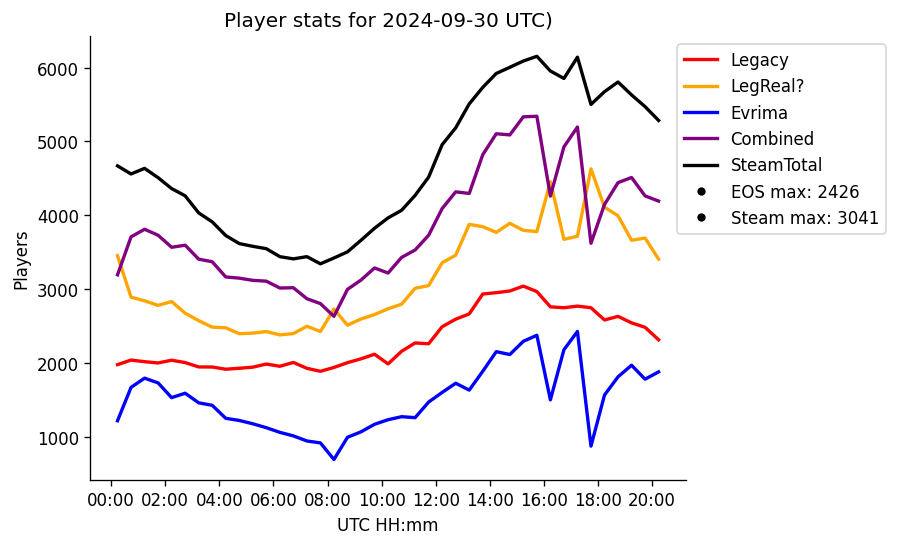 Player stats for 2024-09-30 UTC)
Players
6000
5000
4000
3000
2000
1000
00:00 02:00 04:00 06:00 08:00 10:00 12:00 14:00 16:00 18:00 20:00
UTC HH:mm
Legacy
LegReal?
Evrima
Combined
SteamTotal
EOS max: 2426
Steam max: 3041